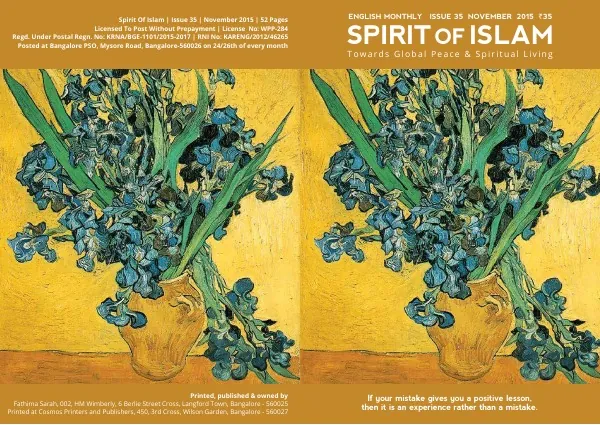 Spirit Of Islam | Issue 35 | November 2015 | 52 Pages
Licensed To Post Without Prepayment | License No: WPP-284
Regd. Under Postal Regn. No: KRNA/BGE-1101/2015-2017 | RNI No: KARENG/2012/46265
Posted at Bangalore PSO, Mysore Road, Bangalore-560026 on 24/26th of every month
Printed, published & owned by
Fathima Sarah, 002, HM Wimberly, 6 Berlie Street Cross, Langford Town, Bangalore - 560025
Printed at Cosmos Printers and Publishers, 450, 3rd Cross, Wilson Garden, Bangalore - 560027
ENGLISH MONTHLY ISSUE 35 NOVEMBER 2015 ₹35
SPIRIT OF ISLAM
Towards Global Peace & Spiritual Living
If your mistake gives you a positive lesson,
then it is an experience rather than a mistake.